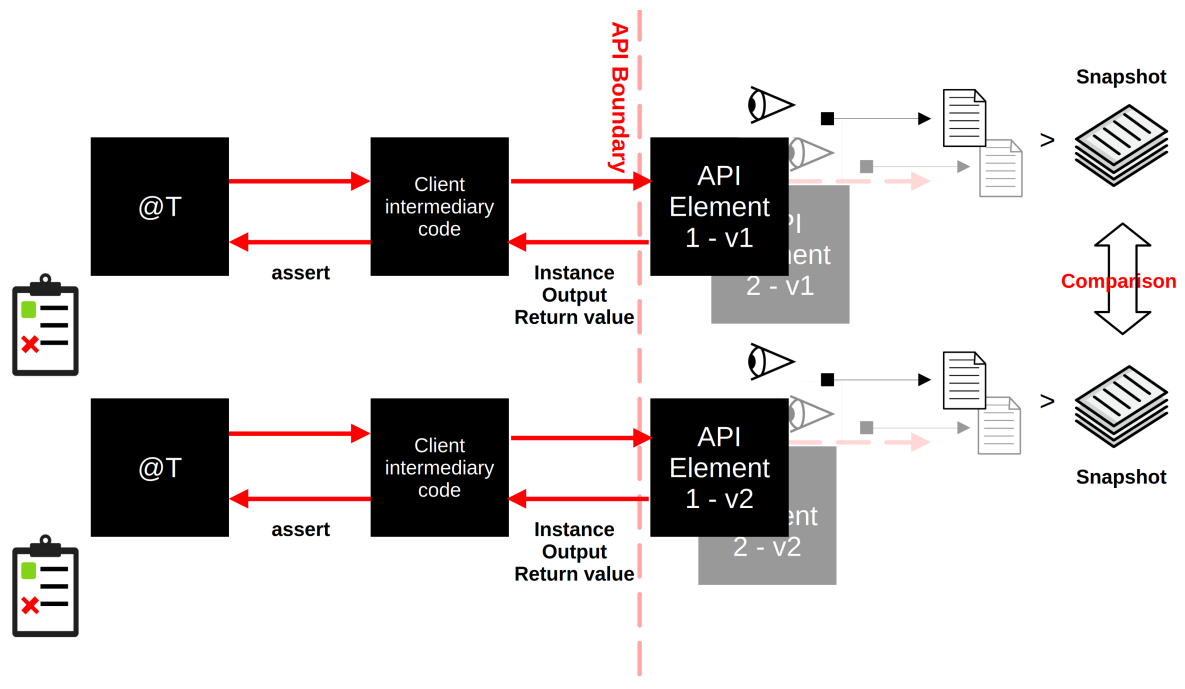 API Boundary
Snapshot
@T
Client
intermediary
code
API
Element
1 - v1
>
2 - v1
assert
Instance
Output
Return value
Comparison
@T
Client
intermediary
code
API
Element
1 - v2
>
2 - v2
Snapshot
assert
Instance
Output
Return value